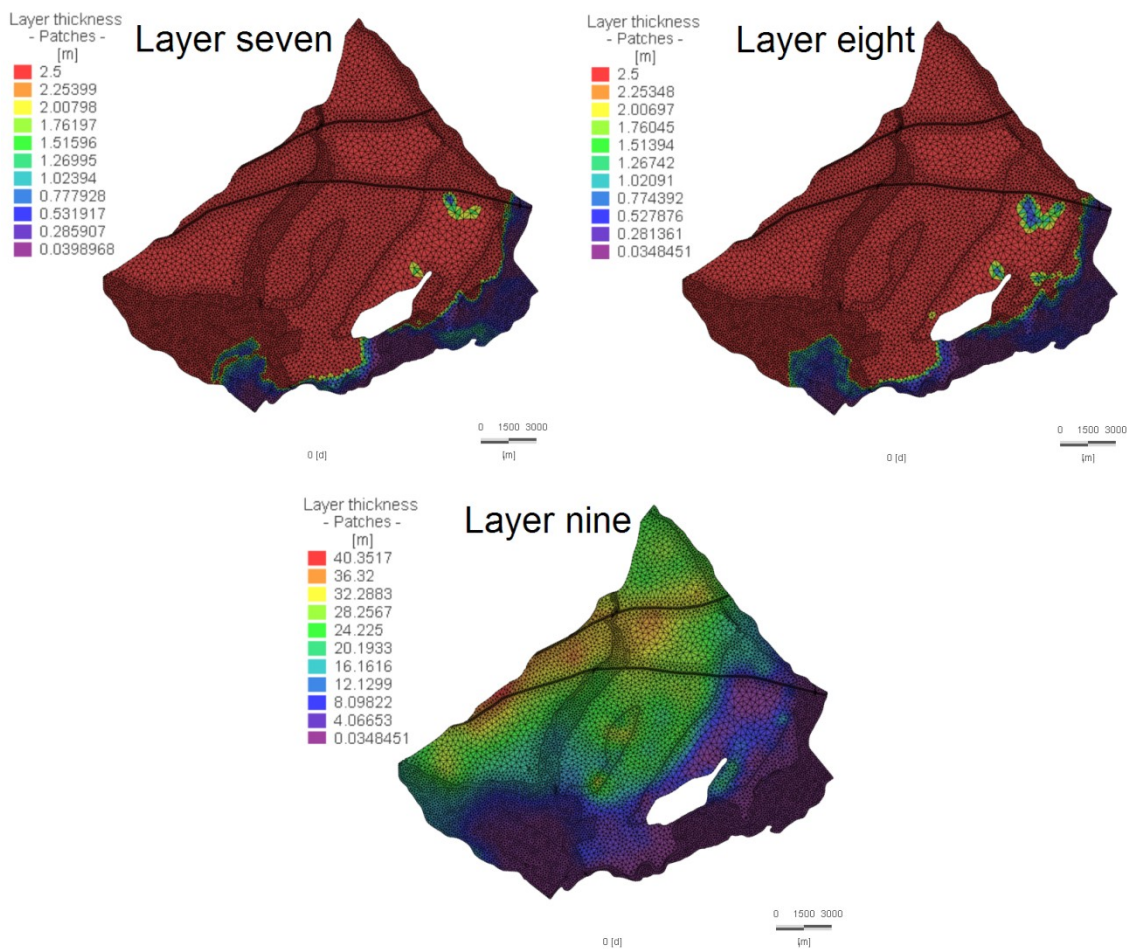 Layer thickness
- Patches -
[m]
2.5
2.25399
2.00798
1.76197
1.51596
1.26995
1.02394
0.777928
0.531917
0.285907
0.0398968
Layer seven
0 1500 3000
[m]
0 [d]
Layer thickness
- Patches -
[m]
2.5
2.25348
2.00697
1.76045
1.51394
1.26742
1.02091
0.774392
0.527876
0.281361
0.0348451
Layer eight
0 1500 3000
[m]
0 [d]
Layer thickness
- Patches -
[m]
40.3517
36.32
32.2883
28.2567
24.225
20.1933
16.1616
12.1299
8.09822
4.06653
0.0348451
Layer nine
0 1500 3000
[m]
0 [d]